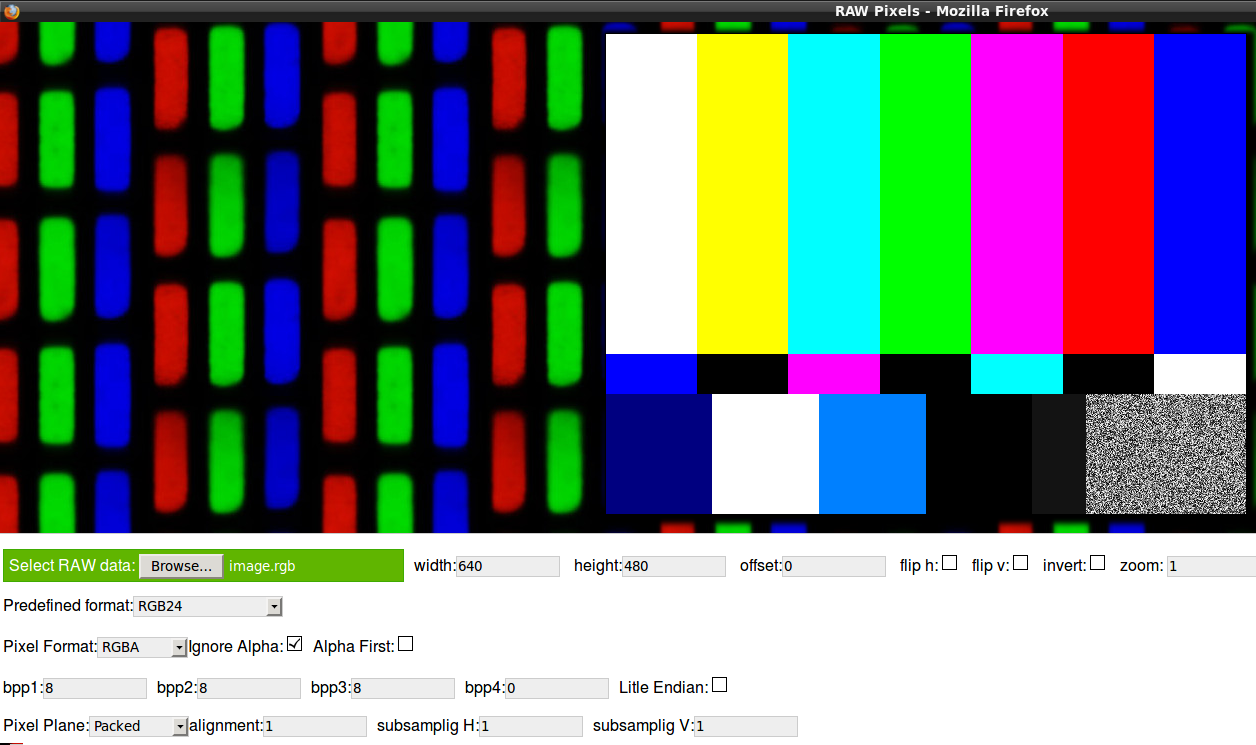 RAW Pixels - Mozilla Firefox
Select RAW data: Browse... image.rgb width: 640 height: 480 offset: 0 flip h: flip v: invert: zoom: 1
Predefined format: RGB24
Pixel Format: RGBA Ignore Alpha: Alpha First:
bpp1: 8 bpp2: 8 bpp3: 8 bpp4: 0 Litle Endian:
Pixel Plane: Packed alignment: 1 subsamplig H: 1 subsamplig V: 1